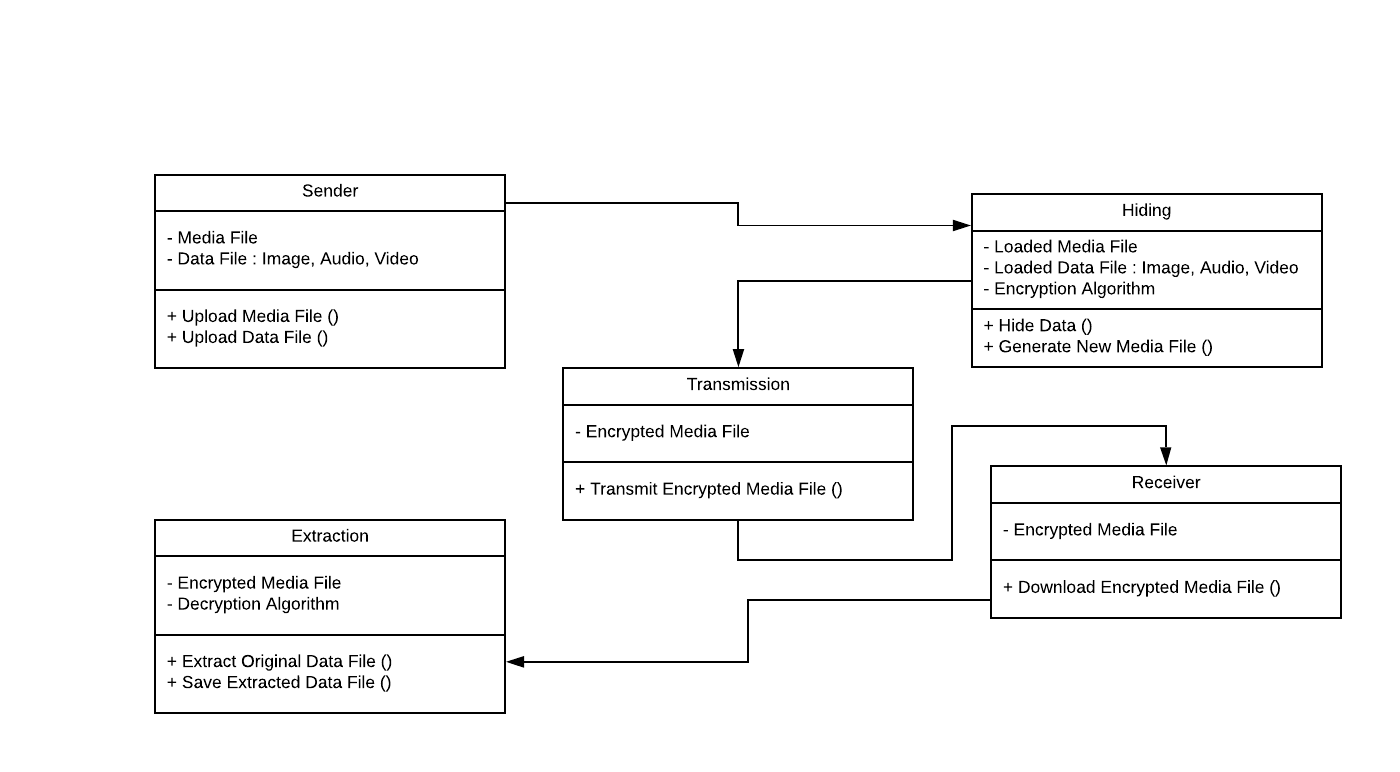 Sender
- Media File
- Data File : Image, Audio, Video
+ Upload Media File ()
+ Upload Data File ()
Hiding
- Loaded Media File
- Loaded Data File : Image, Audio, Video
- Encryption Algorithm
+ Hide Data ()
+ Generate New Media File ()
Transmission
- Encrypted Media File
+ Transmit Encrypted Media File ()
Receiver
- Encrypted Media File
+ Download Encrypted Media File ()
Extraction
- Encrypted Media File
- Decryption Algorithm
+ Extract Original Data File ()
+ Save Extracted Data File ()